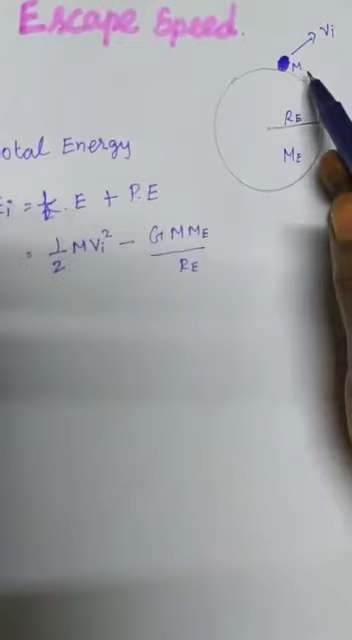 Escape Speed.
Vi
M
RE
ME
otal Energy
Ei = K.E + P.E
= 1/2 MVi² - GMME/RE